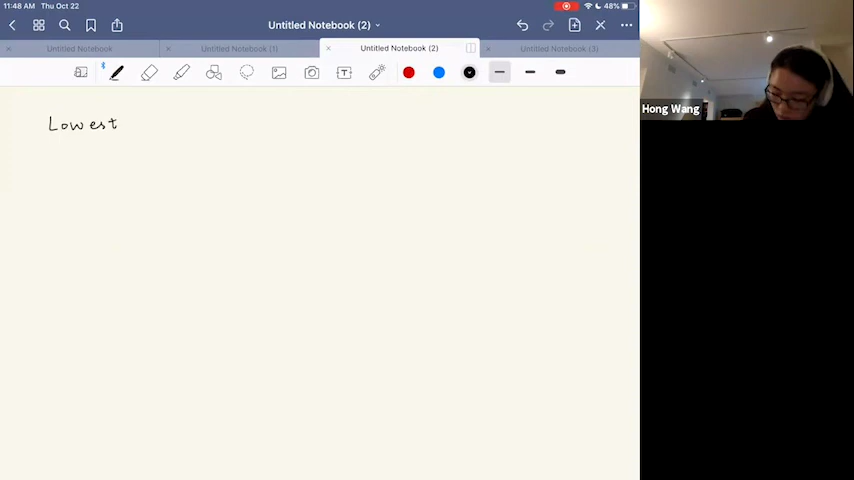 11:48 AM Thu Oct 22
48%
Untitled Notebook (2)
Untitled Notebook
Untitled Notebook (1)
Untitled Notebook (2)
Untitled Notebook (3)
T
Hong Wang
Lowest